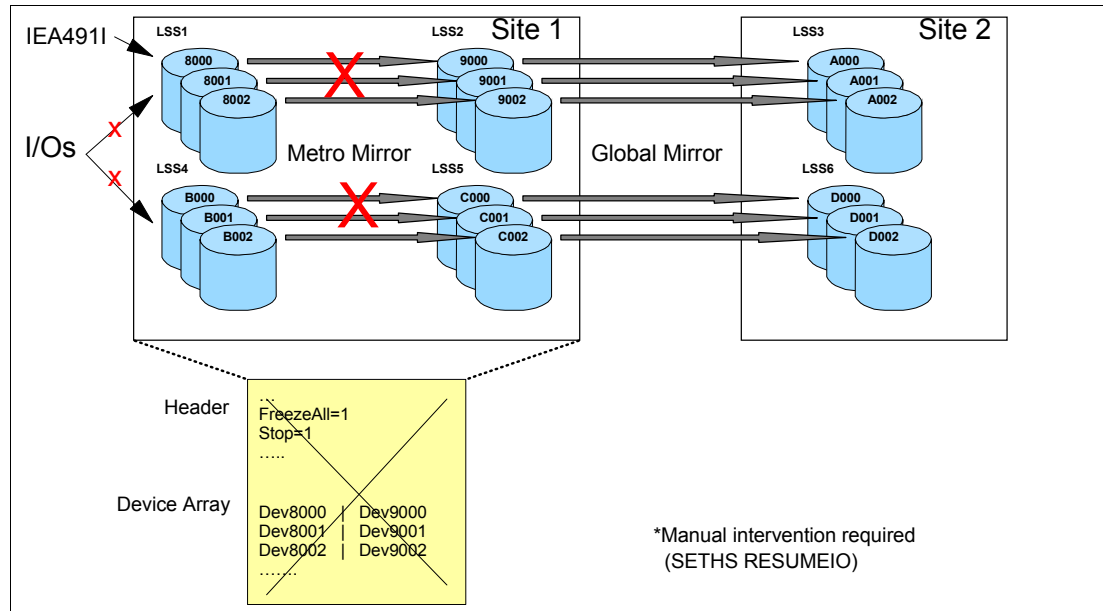 IEA491I
LSS1
LSS2
Site 1
LSS3
Site 2
8000
8001
8002
9000
9001
9002
A000
A001
A002
X
I/Os
X
X
Metro Mirror
Global Mirror
LSS4
LSS5
LSS6
B000
B001
B002
X
C000
C001
C002
D000
D001
D002
Header
...
FreezeAll=1
Stop=1
.....
Device Array
Dev8000 | Dev9000
Dev8001 | Dev9001
Dev8002 | Dev9002
.......
*Manual intervention required
(SETHS RESUMEIO)